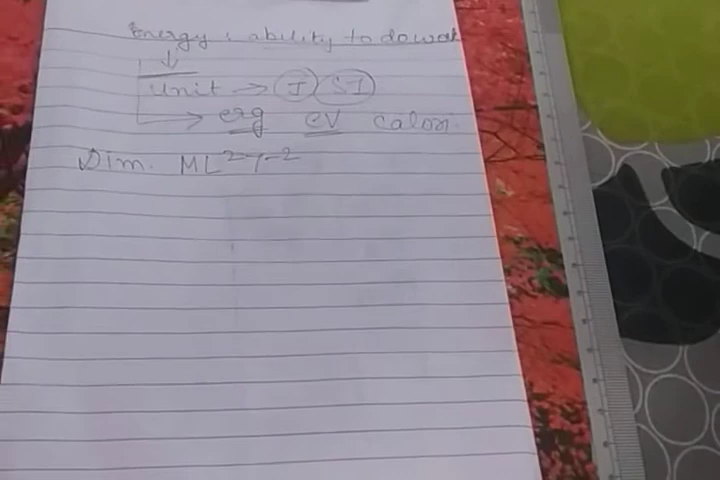 Energy : ability to do work
↓
Unit → J SI
→ erg eV calori
Dim. ML²T⁻²